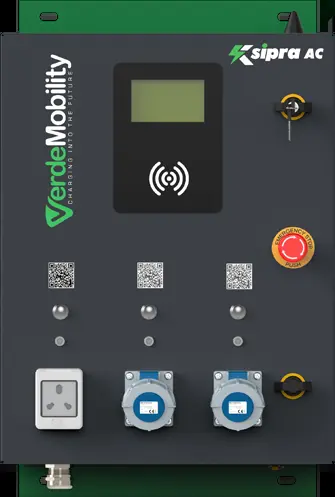 Ksipra AC
VerdeMobility
CHARGING INTO THE FUTURE
EMERGENCY STOP
PUSH